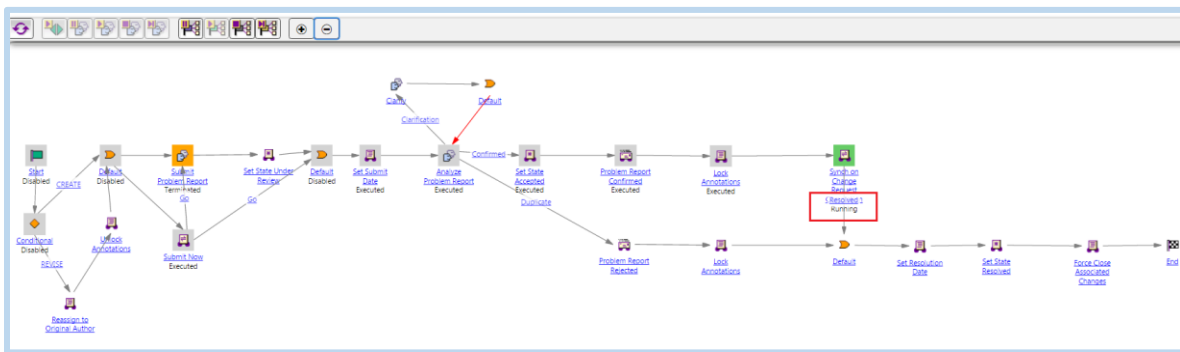 Clarify
Default
Clarification
Start
Disabled
CREATE
Default
Disabled
Submit
Problem Report
Terminated
Go
Set State Under
Review
Go
Default
Disabled
Set Submit
Date
Executed
Analyze
Problem Report
Executed
Confirmed
Set State
Accepted
Executed
Duplicate
Problem Report
Confirmed
Executed
Lock
Annotations
Executed
Synch on
Change
Request
Resolved
Running
Conditional
Disabled
REVISE
Unlock
Annotations
Submit Now
Executed
Problem Report
Rejected
Lock
Annotations
Default
Set Resolution
Date
Set State
Resolved
Force Close
Associated
Changes
End
Reassign to
Original Author